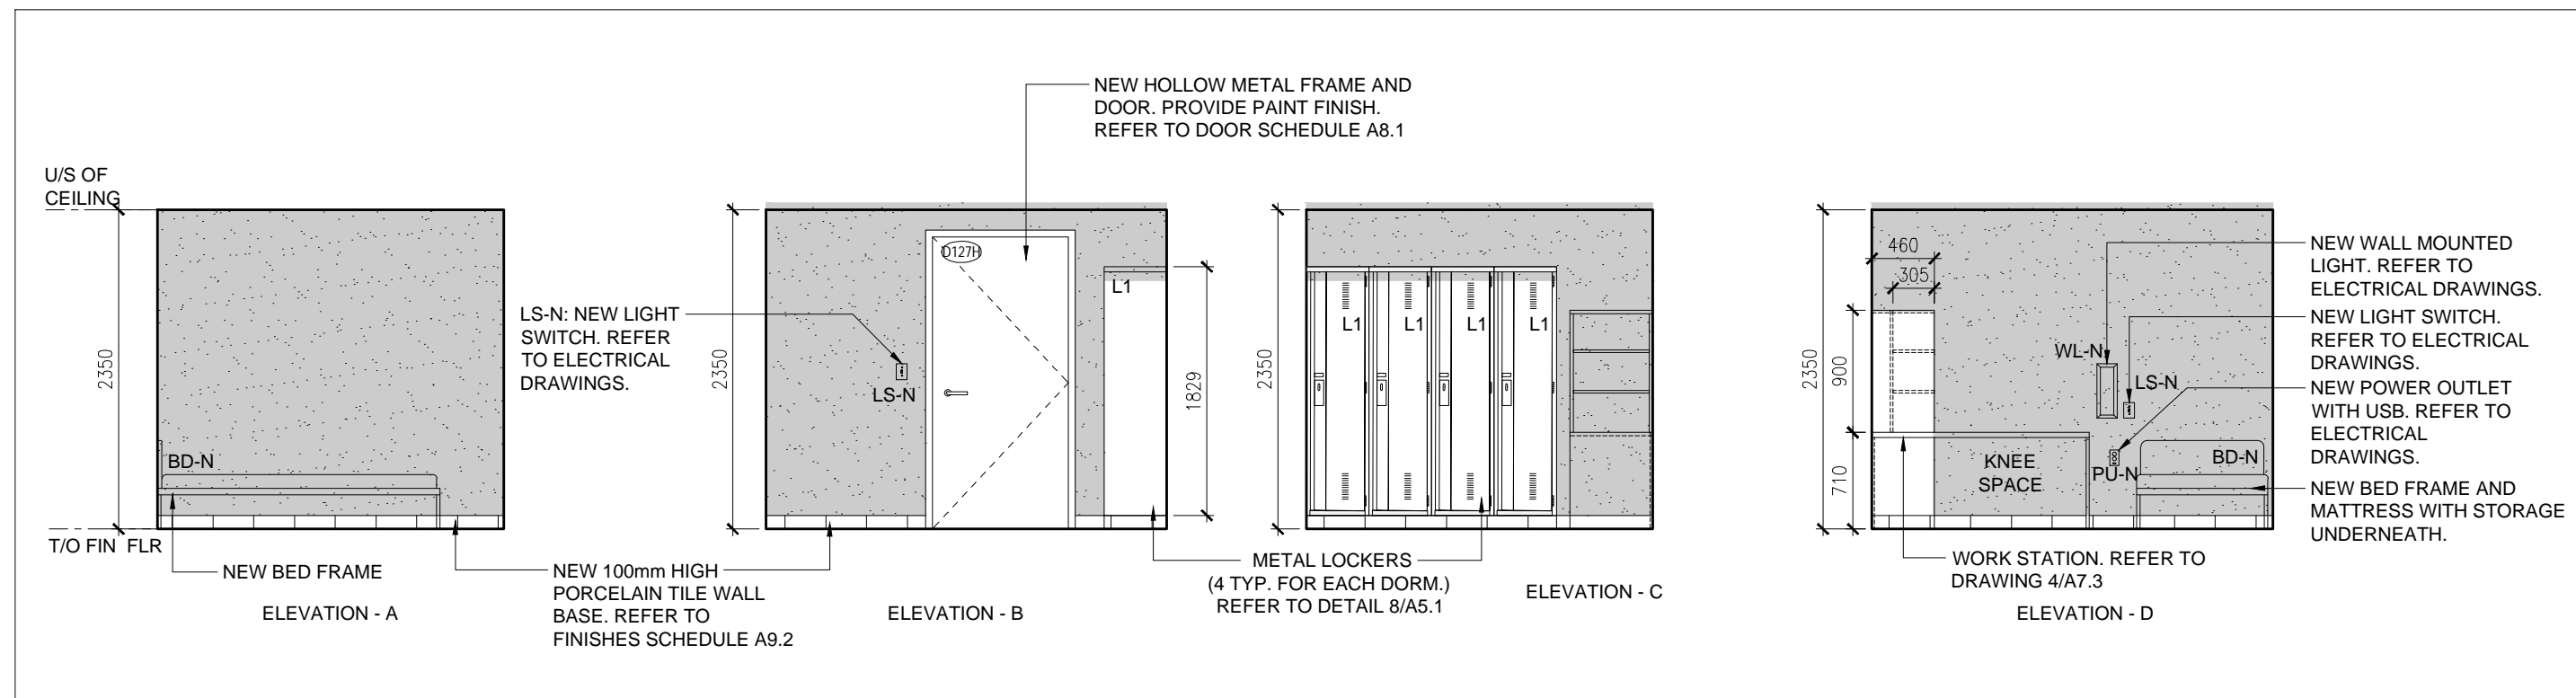 U/S OF
CEILING
2350
T/O FIN FLR
BD-N
NEW BED FRAME
ELEVATION - A
NEW 100mm HIGH
PORCELAIN TILE WALL
BASE. REFER TO
FINISHES SCHEDULE A9.2
LS-N: NEW LIGHT
SWITCH. REFER
TO ELECTRICAL
DRAWINGS.
NEW HOLLOW METAL FRAME AND
DOOR. PROVIDE PAINT FINISH.
REFER TO DOOR SCHEDULE A8.1
2350
D127H
LS-N
L1
1829
ELEVATION - B
METAL LOCKERS
(4 TYP. FOR EACH DORM.)
REFER TO DETAIL 8/A5.1
2350
L1
L1
L1
L1
ELEVATION - C
2350
460
305
900
710
KNEE
SPACE
WL-N
LS-N
PU-N
BD-N
NEW WALL MOUNTED
LIGHT. REFER TO
ELECTRICAL DRAWINGS.
NEW LIGHT SWITCH.
REFER TO ELECTRICAL
DRAWINGS.
NEW POWER OUTLET
WITH USB. REFER TO
ELECTRICAL
DRAWINGS.
NEW BED FRAME AND
MATTRESS WITH STORAGE
UNDERNEATH.
WORK STATION. REFER TO
DRAWING 4/A7.3
ELEVATION - D